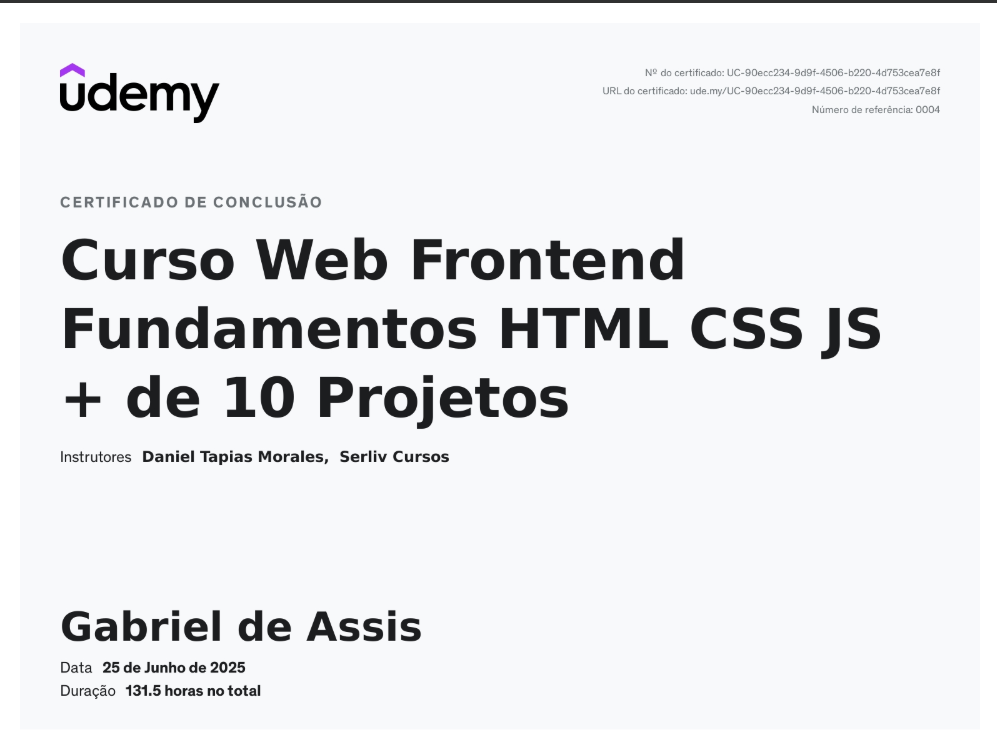 udemy
Nº do certificado: UC-90ecc234-9d9f-4506-b220-4d753cea7e8f
URL do certificado: ude.my/UC-90ecc234-9d9f-4506-b220-4d753cea7e8f
Número de referência: 0004
CERTIFICADO DE CONCLUSÃO
Curso Web Frontend
Fundamentos HTML CSS JS
+ de 10 Projetos
Instrutores Daniel Tapias Morales, Serliv Cursos
Gabriel de Assis
Data 25 de Junho de 2025
Duração 131.5 horas no total